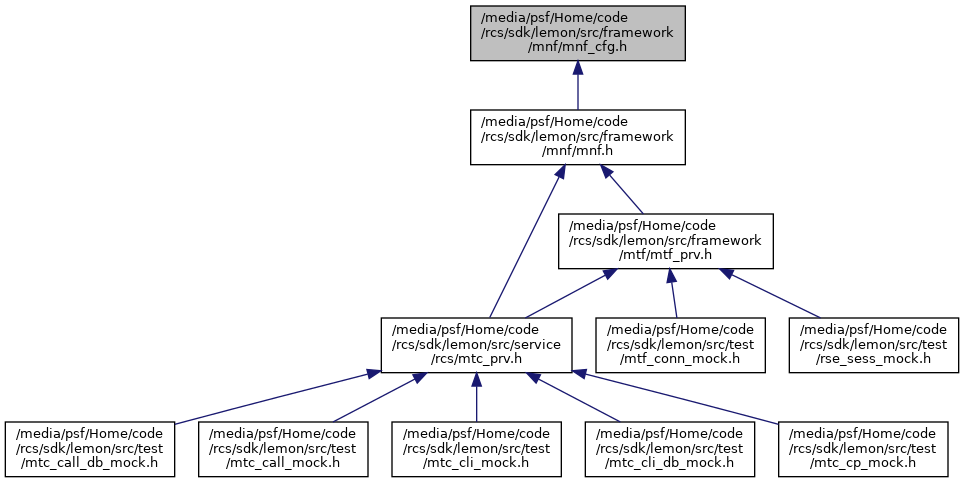 /media/psf/Home/code
/rcs/sdk/lemon/src/framework
/mnf/mnf_cfg.h
/media/psf/Home/code
/rcs/sdk/lemon/src/framework
/mnf/mnf.h
/media/psf/Home/code
/rcs/sdk/lemon/src/framework
/mtf/mtf_prv.h
/media/psf/Home/code
/rcs/sdk/lemon/src/service
/rcs/mtc_prv.h
/media/psf/Home/code
/rcs/sdk/lemon/src/test
/mtf_conn_mock.h
/media/psf/Home/code
/rcs/sdk/lemon/src/test
/rse_sess_mock.h
/media/psf/Home/code
/rcs/sdk/lemon/src/test
/mtc_call_db_mock.h
/media/psf/Home/code
/rcs/sdk/lemon/src/test
/mtc_call_mock.h
/media/psf/Home/code
/rcs/sdk/lemon/src/test
/mtc_cli_mock.h
/media/psf/Home/code
/rcs/sdk/lemon/src/test
/mtc_cli_db_mock.h
/media/psf/Home/code
/rcs/sdk/lemon/src/test
/mtc_cp_mock.h